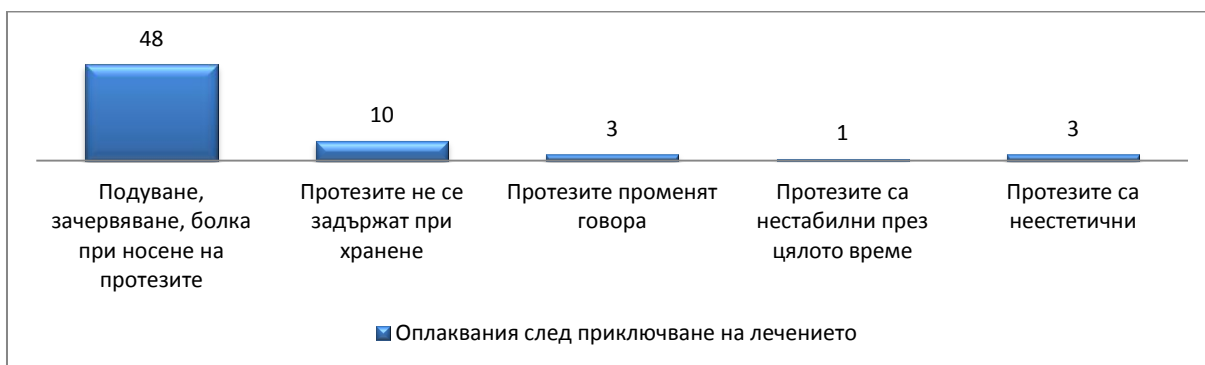 48
10
3
1
3
Подуване,
зачервяване, болка
при носене на
протезите
Протезите не се
задържат при
хранене
Протезите променят
говора
Протезите са
нестабилни през
цялото време
Протезите са
неестетични
Оплаквания след приключване на лечението